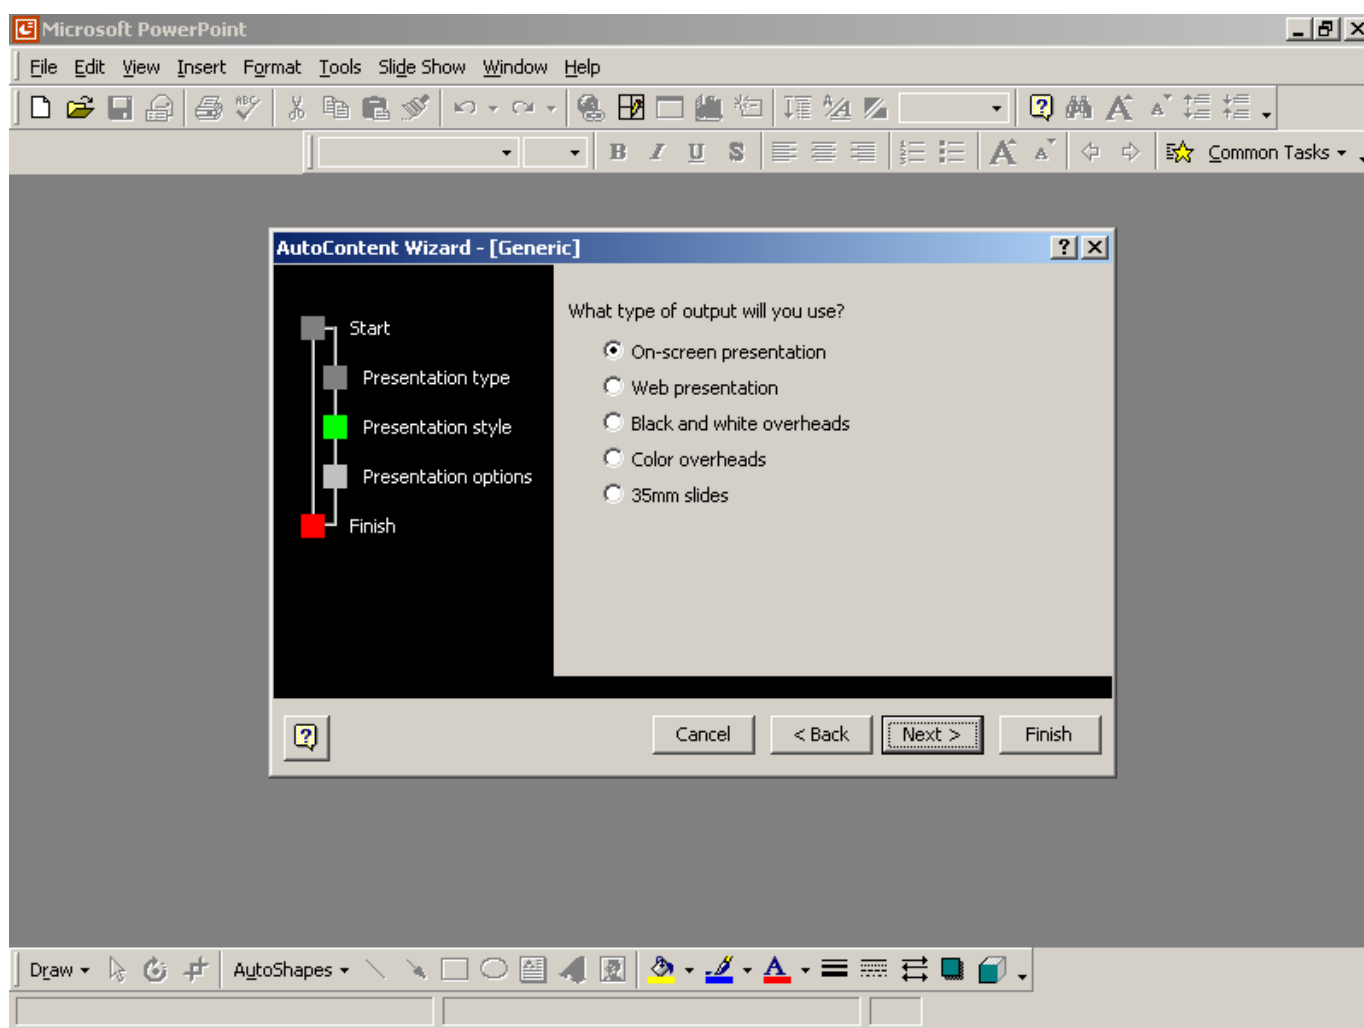 Microsoft PowerPoint
File Edit View Insert Format Tools Slide Show Window Help
B I U S Common Tasks
AutoContent Wizard - [Generic]
Start
Presentation type
Presentation style
Presentation options
Finish
What type of output will you use?
On-screen presentation
Web presentation
Black and white overheads
Color overheads
35mm slides
Cancel < Back Next > Finish
Draw AutoShapes